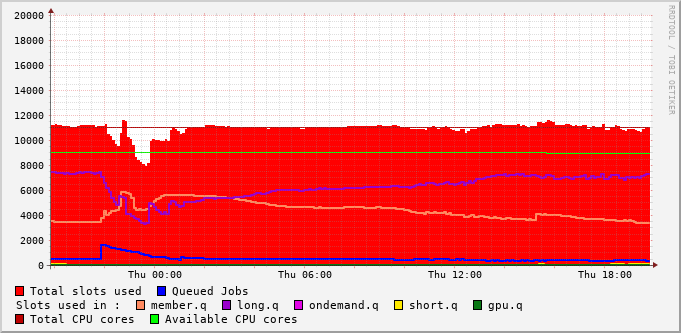 RRDTOOL / TOBI OETIKER
20000
18000
16000
14000
12000
10000
8000
6000
4000
2000
0
Thu 00:00 Thu 06:00 Thu 12:00 Thu 18:00
Total slots used Queued Jobs
Slots used in : member.q long.q ondemand.q short.q gpu.q
Total CPU cores Available CPU cores